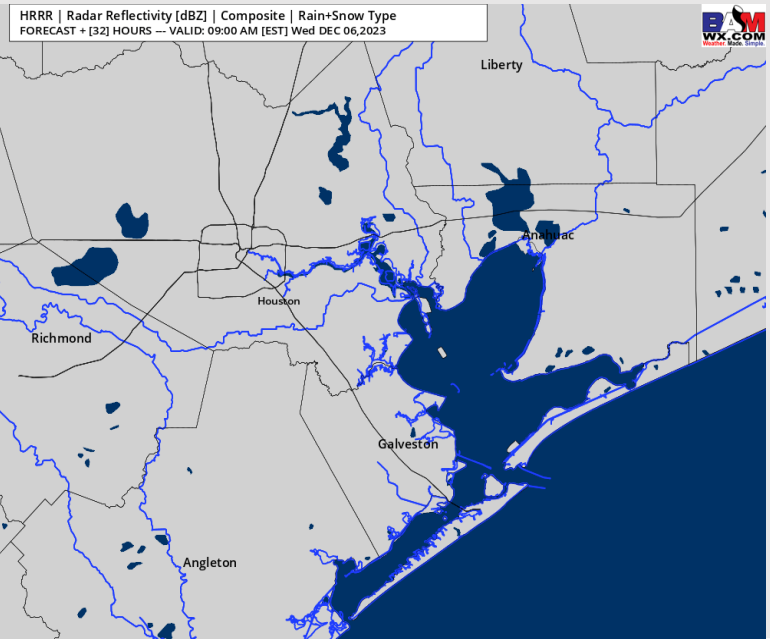 HRRR | Radar Reflectivity [dBZ] | Composite | Rain+Snow Type
FORECAST + [32] HOURS --- VALID: 09:00 AM [EST] Wed DEC 06,2023
BAM
WX.COM
Weather. Made. Simple.
Liberty
Anahuac
Houston
Richmond
Galveston
Angleton